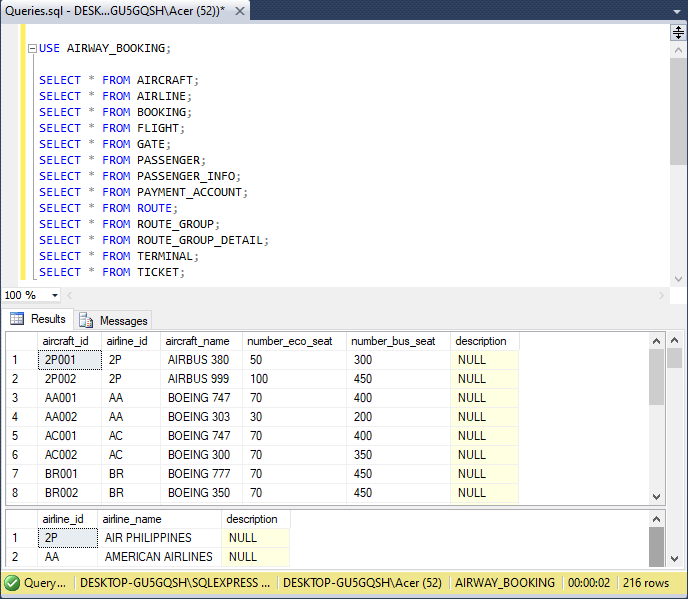 Queries.sql - DESK...GU5GQSH\Acer (52))*
USE AIRWAY_BOOKING;
SELECT * FROM AIRCRAFT;
SELECT * FROM AIRLINE;
SELECT * FROM BOOKING;
SELECT * FROM FLIGHT;
SELECT * FROM GATE;
SELECT * FROM PASSENGER;
SELECT * FROM PASSENGER_INFO;
SELECT * FROM PAYMENT_ACCOUNT;
SELECT * FROM ROUTE;
SELECT * FROM ROUTE_GROUP;
SELECT * FROM ROUTE_GROUP_DETAIL;
SELECT * FROM TERMINAL;
SELECT * FROM TICKET;
100 %
Results Messages
aircraft_id airline_id aircraft_name number_eco_seat number_bus_seat description
1 2P001 2P AIRBUS 380 50 300 NULL
2 2P002 2P AIRBUS 999 100 450 NULL
3 AA001 AA BOEING 747 70 400 NULL
4 AA002 AA BOEING 303 30 200 NULL
5 AC001 AC BOEING 747 70 400 NULL
6 AC002 AC BOEING 300 70 350 NULL
7 BR001 BR BOEING 777 70 450 NULL
8 BR002 BR BOEING 350 70 450 NULL
airline_id airline_name description
1 2P AIR PHILIPPINES NULL
2 AA AMERICAN AIRLINES NULL
Query... DESKTOP-GU5GQSH\SQLEXPRESS ... DESKTOP-GU5GQSH\Acer (52) AIRWAY_BOOKING 00:00:02 216 rows